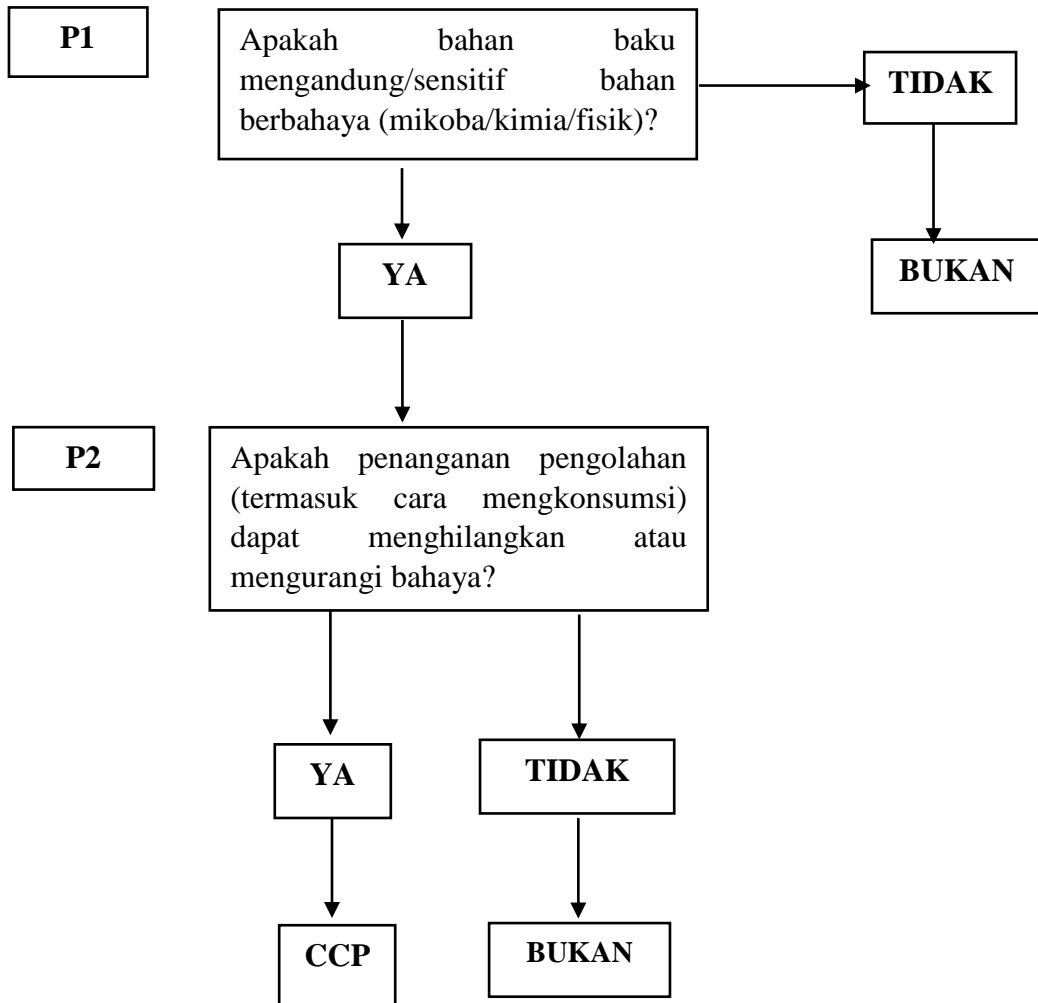 P1
Apakah bahan baku
mengandung/sensitif bahan
berbahaya (mikoba/kimia/fisik)?
TIDAK
YA
BUKAN
P2
Apakah penanganan pengolahan
(termasuk cara mengkonsumsi)
dapat menghilangkan atau
mengurangi bahaya?
YA
TIDAK
CCP
BUKAN